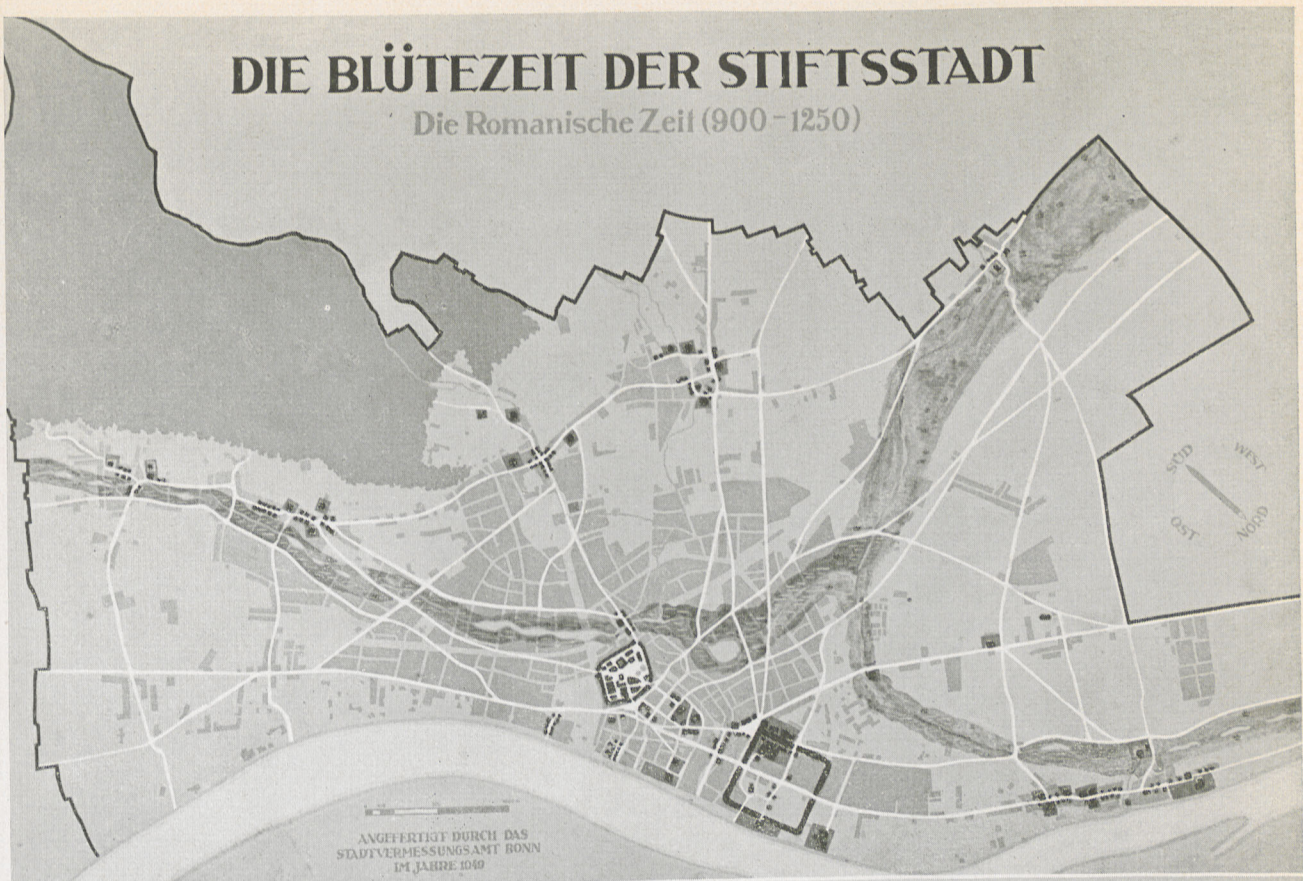 DIE BLÜTEZEIT DER STIFTSSTADT
Die Romanische Zeit (900-1250)
SÜD
WEST
OST
NORD
ANGEFERTIGT DURCH DAS
STADTVERMESSUNGSAMT BONN
IM JAHRE 1949